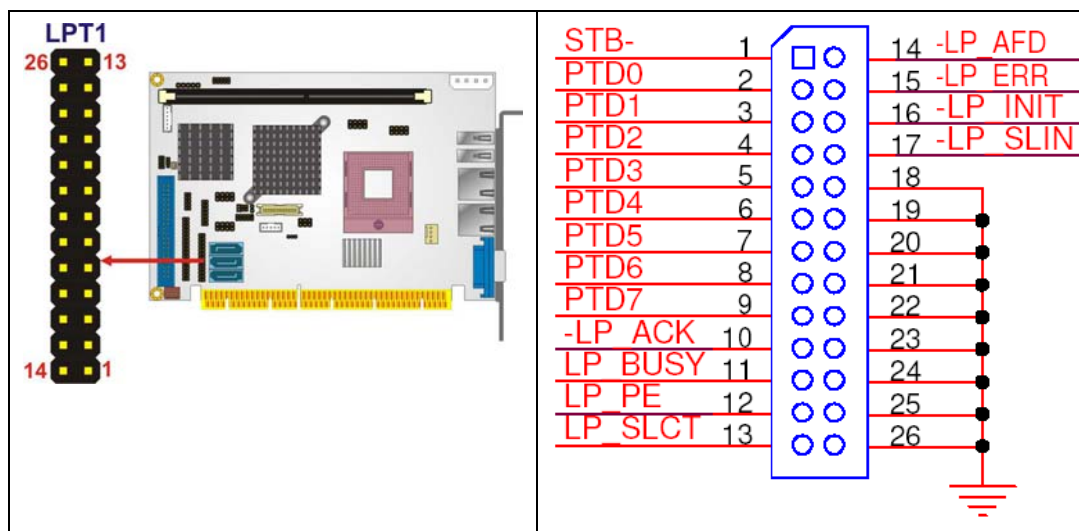 LPT1
26 13
14 1
STB- 1 14 -LP_AFD
PTD0 2 15 -LP_ERR
PTD1 3 16 -LP_INIT
PTD2 4 17 -LP_SLIN
PTD3 5 18
PTD4 6 19
PTD5 7 20
PTD6 8 21
PTD7 9 22
-LP_ACK 10 23
LP_BUSY 11 24
LP_PE 12 25
LP_SLCT 13 26